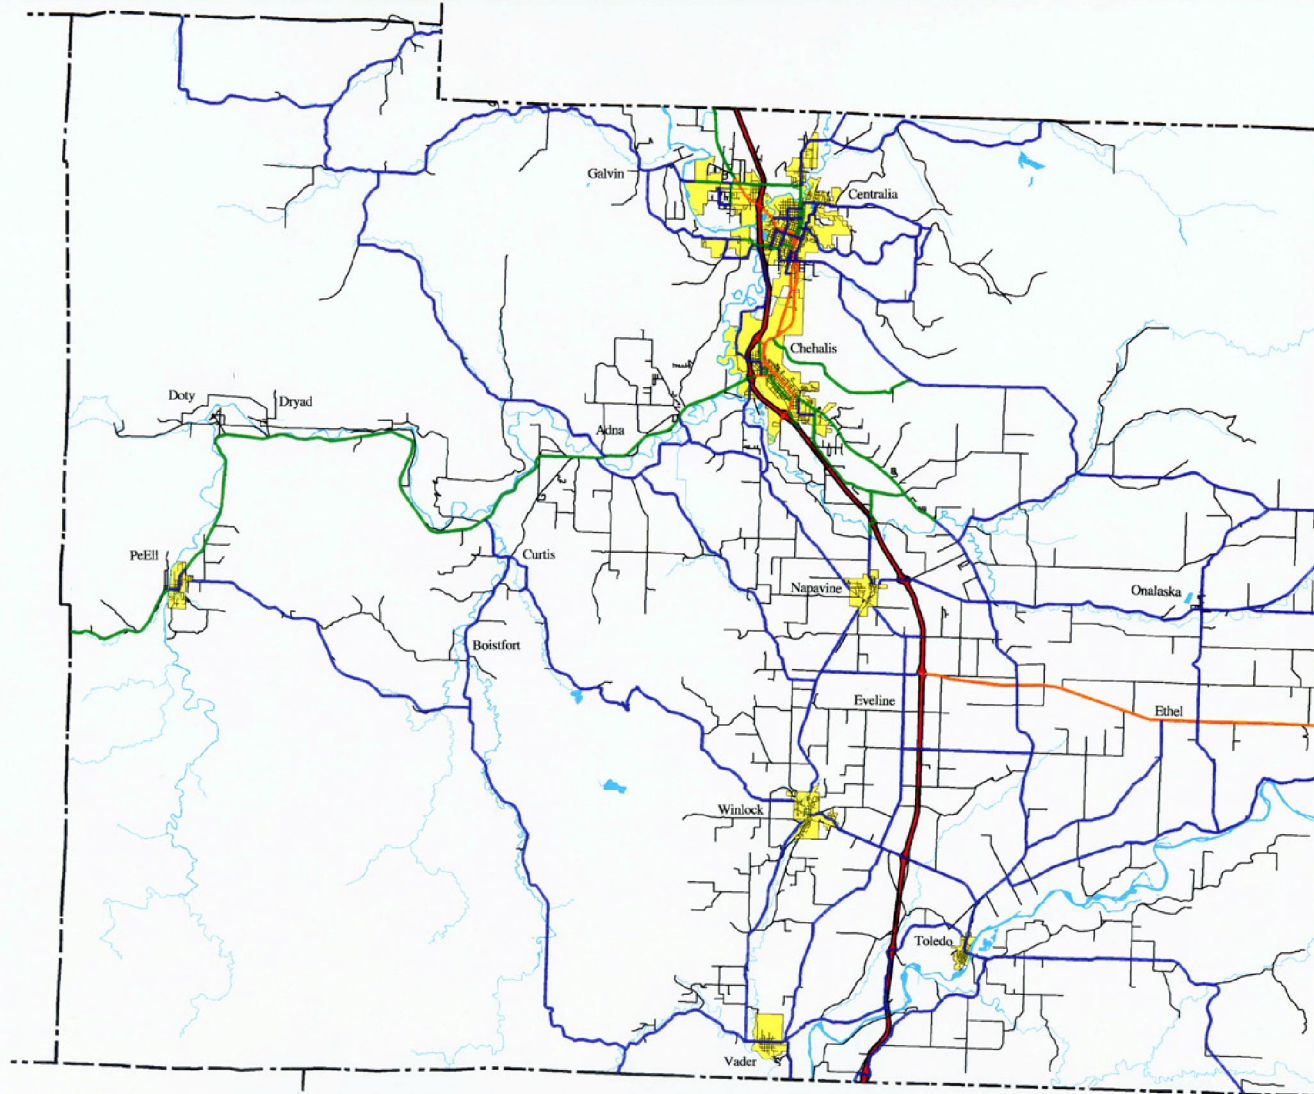 Galvin
Centralia
Chehalis
Doty
Dryad
Adna
PeEll
Curtis
Napavine
Onalaska
Boistfort
Eveline
Ethel
Winlock
Toledo
Vader